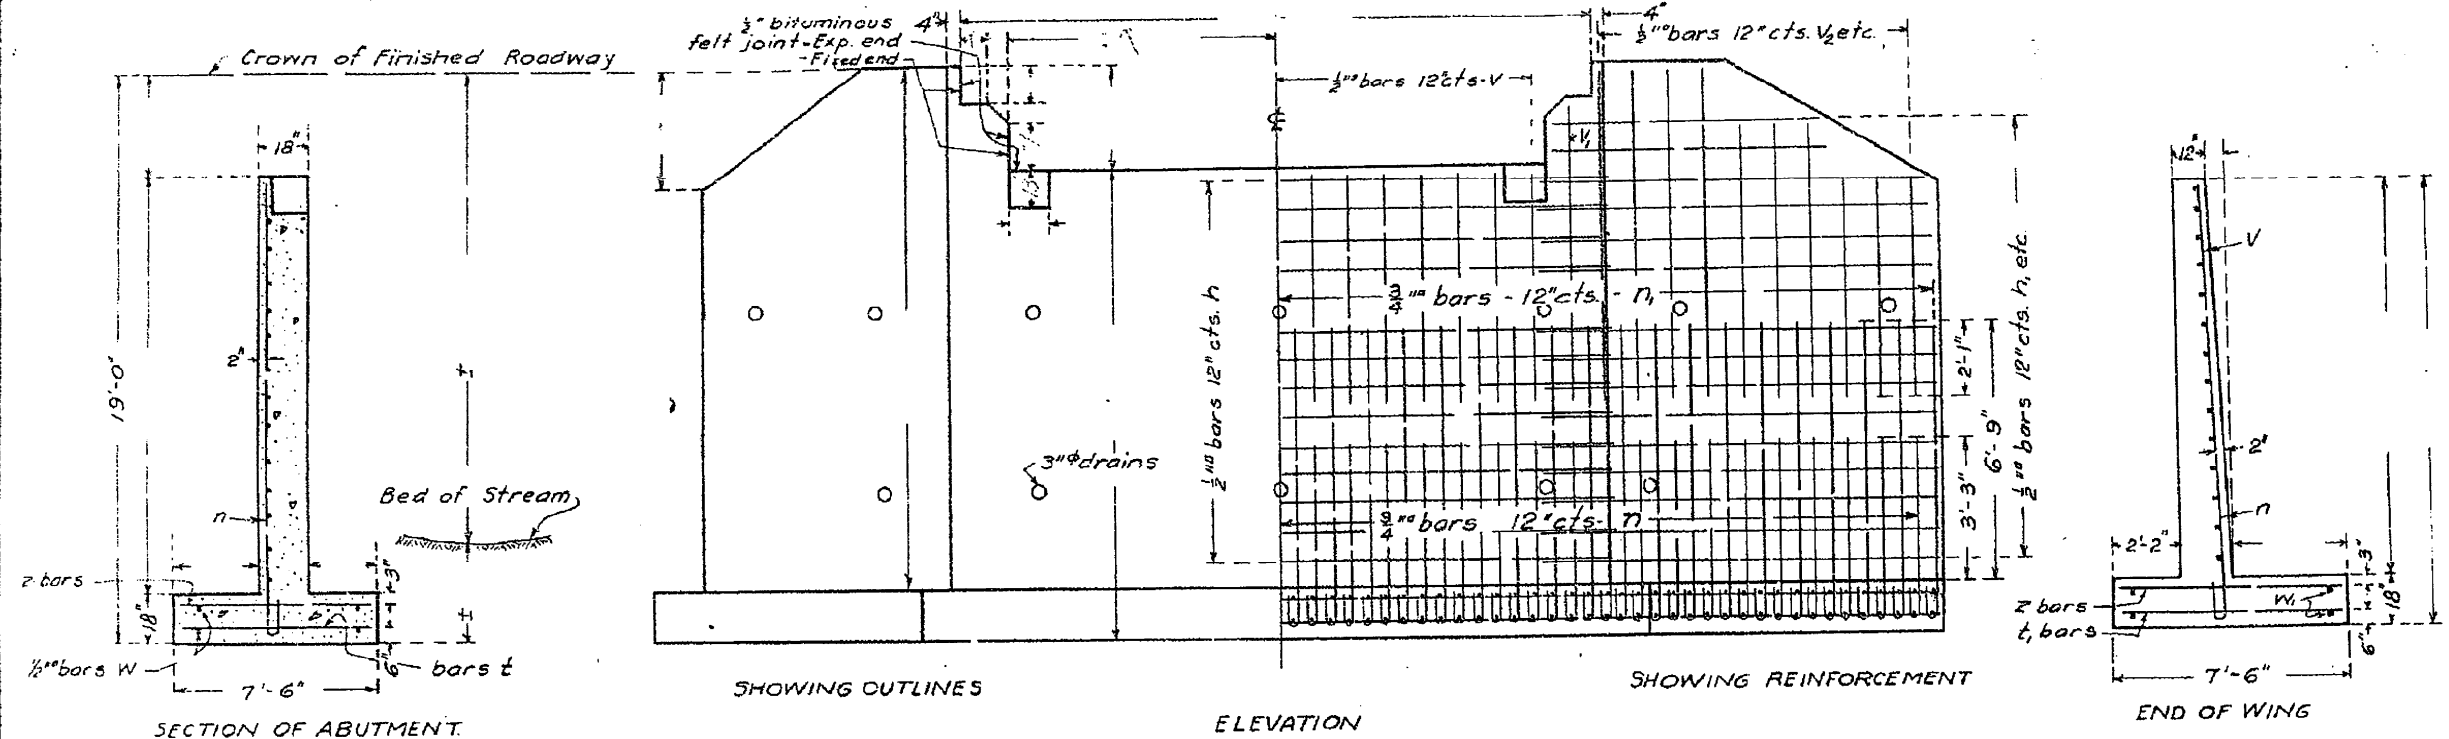 ½" bituminous
felt joint-Exp. end
-Fixed end
4"
4"
½"□ bars 12"cts. V₂ etc.
Crown of Finished Roadway
½"□ bars 12"cts-V
℄
V₁
18"
12"
19'-0"
2"
n
Bed of Stream
z bars
18"
3"
6"
½"□ bars W
bars t
7'-6"
SECTION OF ABUTMENT.
3"ϕ drains
½"□ bars 12" cts. h
¾"□ bars - 12"cts. - n₁
¾"□ bars 12"cts- n
2'-1"
6'-9"
3'-3"
½"□ bars 12"cts. h, etc.
SHOWING OUTLINES
SHOWING REINFORCEMENT
ELEVATION
V
2"
n
2'-2"
3"
18"
6"
z bars
t₁ bars
W₁
7'-6"
END OF WING